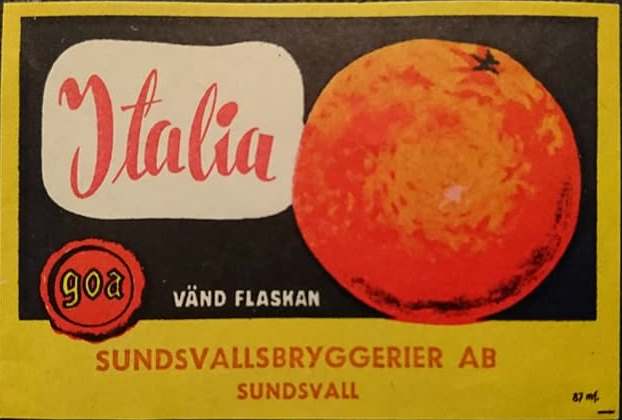 Italia
goa
VÄND FLASKAN
SUNDSVALLSBRYGGERIER AB
SUNDSVALL